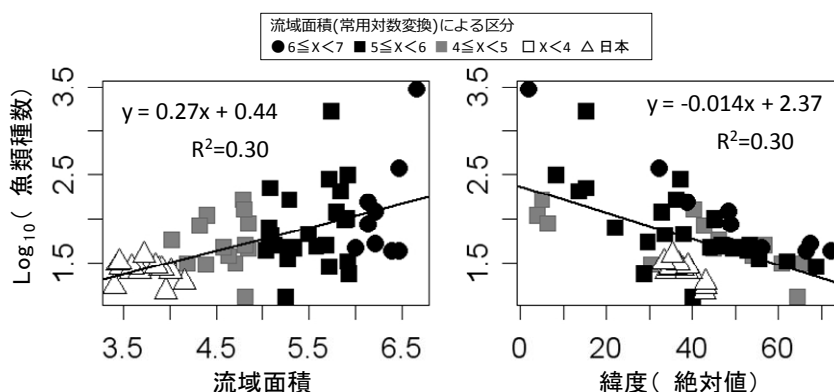 流域面積(常用対数変換)による区分
● 6≦X<7 ■ 5≦X<6 ■ 4≦X<5 □ X<4 △ 日本
Log10( 魚類種数)
3.5
2.5
1.5
y = 0.27x + 0.44
R²=0.30
3.5 4.5 5.5 6.5
流域面積
3.5
2.5
1.5
y = -0.014x + 2.37
R²=0.30
0 20 40 60
緯度( 絶対値)